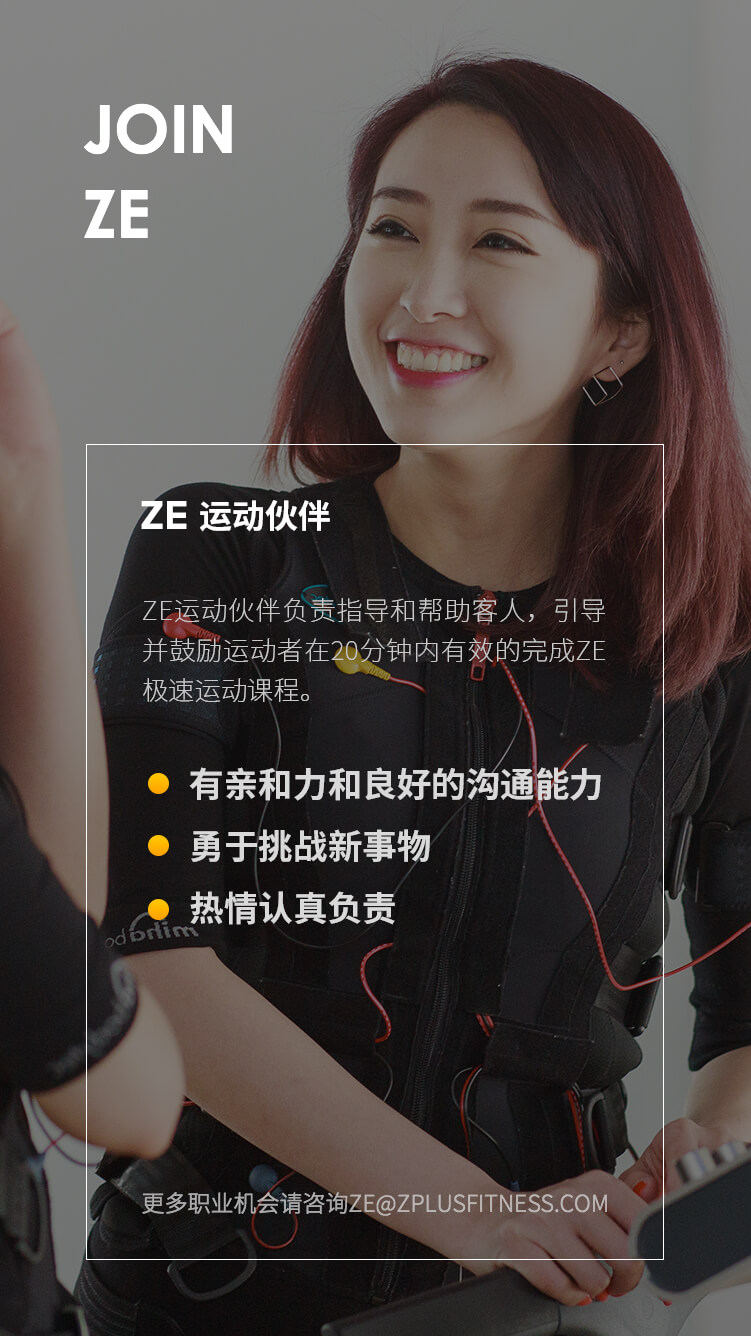 JOIN
ZE
ZE 运动伙伴
ZE运动伙伴负责指导和帮助客人，引导
并鼓励运动者在20分钟内有效的完成ZE
极速运动课程。
有亲和力和良好的沟通能力
勇于挑战新事物
热情认真负责
miha bo
更多职业机会请咨询ZE@ZPLUSFITNESS.COM